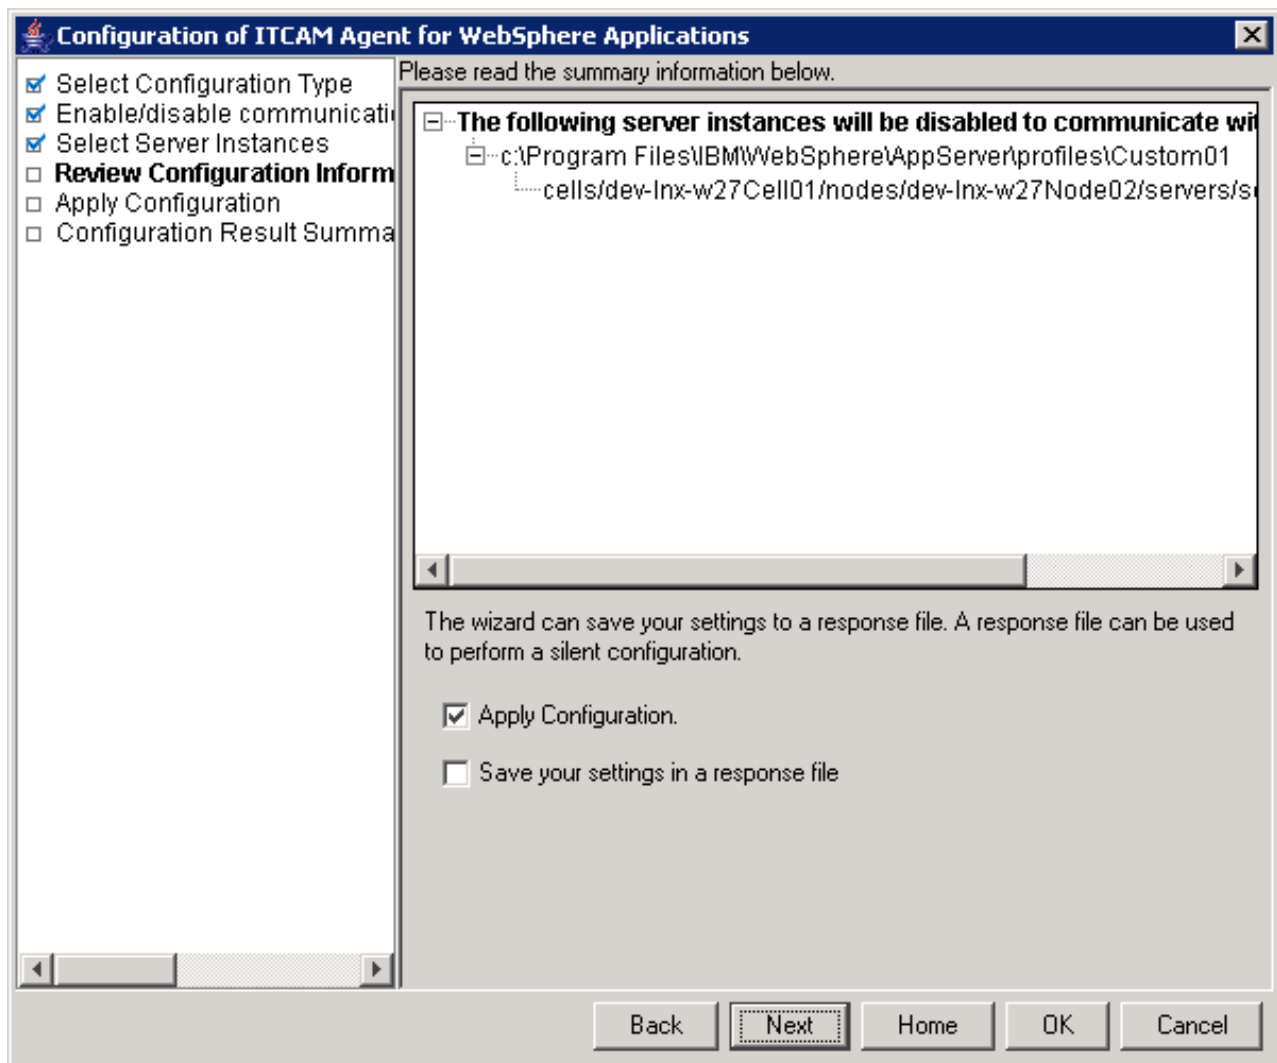 Configuration of ITCAM Agent for WebSphere Applications
Select Configuration Type
Enable/disable communicati
Select Server Instances
Review Configuration Inform
Apply Configuration
Configuration Result Summa
Please read the summary information below.
The following server instances will be disabled to communicate wit
c:\Program Files\IBM\WebSphere\AppServer\profiles\Custom01
cells/dev-lnx-w27Cell01/nodes/dev-lnx-w27Node02/servers/se
The wizard can save your settings to a response file. A response file can be used
to perform a silent configuration.
Apply Configuration.
Save your settings in a response file
Back Next Home OK Cancel